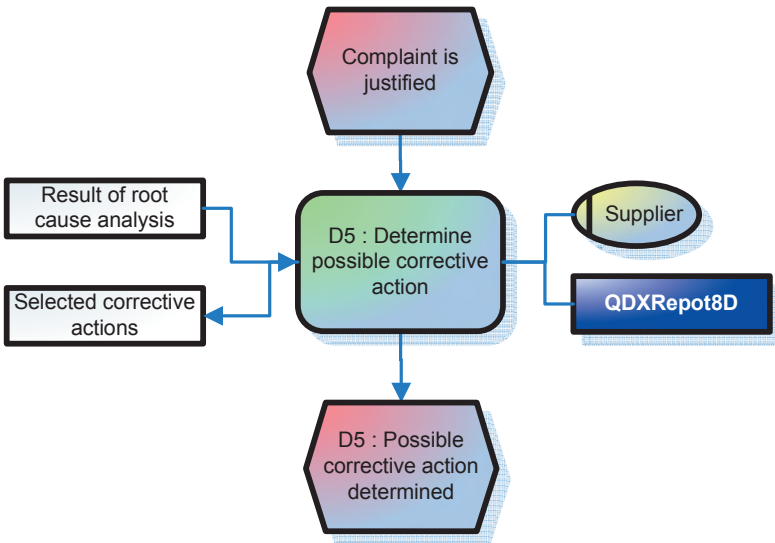 Complaint is
justified
Result of root
cause analysis
D5 : Determine
possible corrective
action
Supplier
Selected corrective
actions
QDXRepot8D
D5 : Possible
corrective action
determined